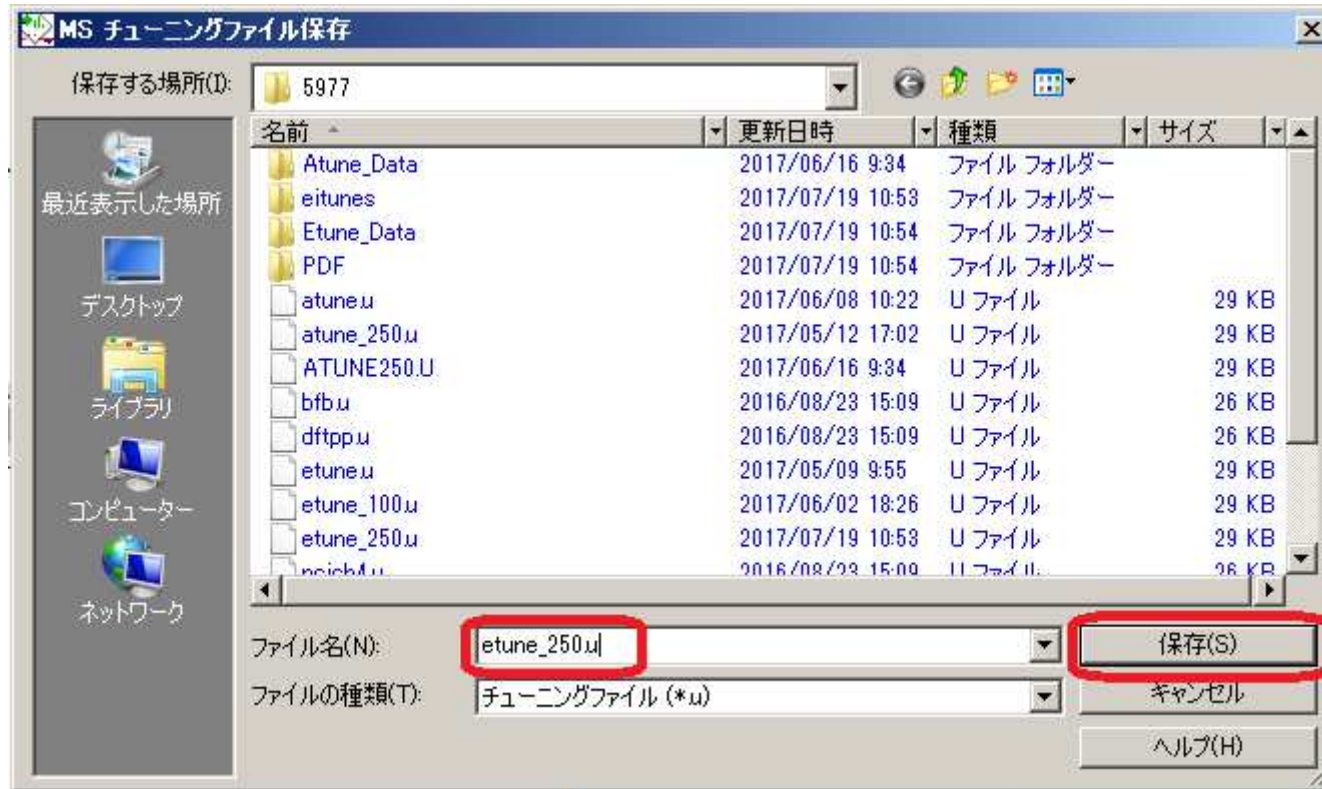 MS チューニングファイル保存
保存する場所(I): 5977
名前 更新日時 種類 サイズ
Atune_Data 2017/06/16 9:34 ファイル フォルダー
eitunes 2017/07/19 10:53 ファイル フォルダー
Etune_Data 2017/07/19 10:54 ファイル フォルダー
PDF 2017/07/19 10:54 ファイル フォルダー
atune.u 2017/06/08 10:22 U ファイル 29 KB
atune_250.u 2017/05/12 17:02 U ファイル 29 KB
ATUNE250.U 2017/06/16 9:34 U ファイル 29 KB
bfb.u 2016/08/23 15:09 U ファイル 26 KB
dftpp.u 2016/08/23 15:09 U ファイル 26 KB
etune.u 2017/05/09 9:55 U ファイル 29 KB
etune_100.u 2017/06/02 18:26 U ファイル 29 KB
etune_250.u 2017/07/19 10:53 U ファイル 29 KB
2016/08/23 15:09 U ファイル 26 KB
最近表示した場所
デスクトップ
ライブラリ
コンピューター
ネットワーク
ファイル名(N): etune_250.u 保存(S)
ファイルの種類(T): チューニングファイル (*.u) キャンセル
ヘルプ(H)